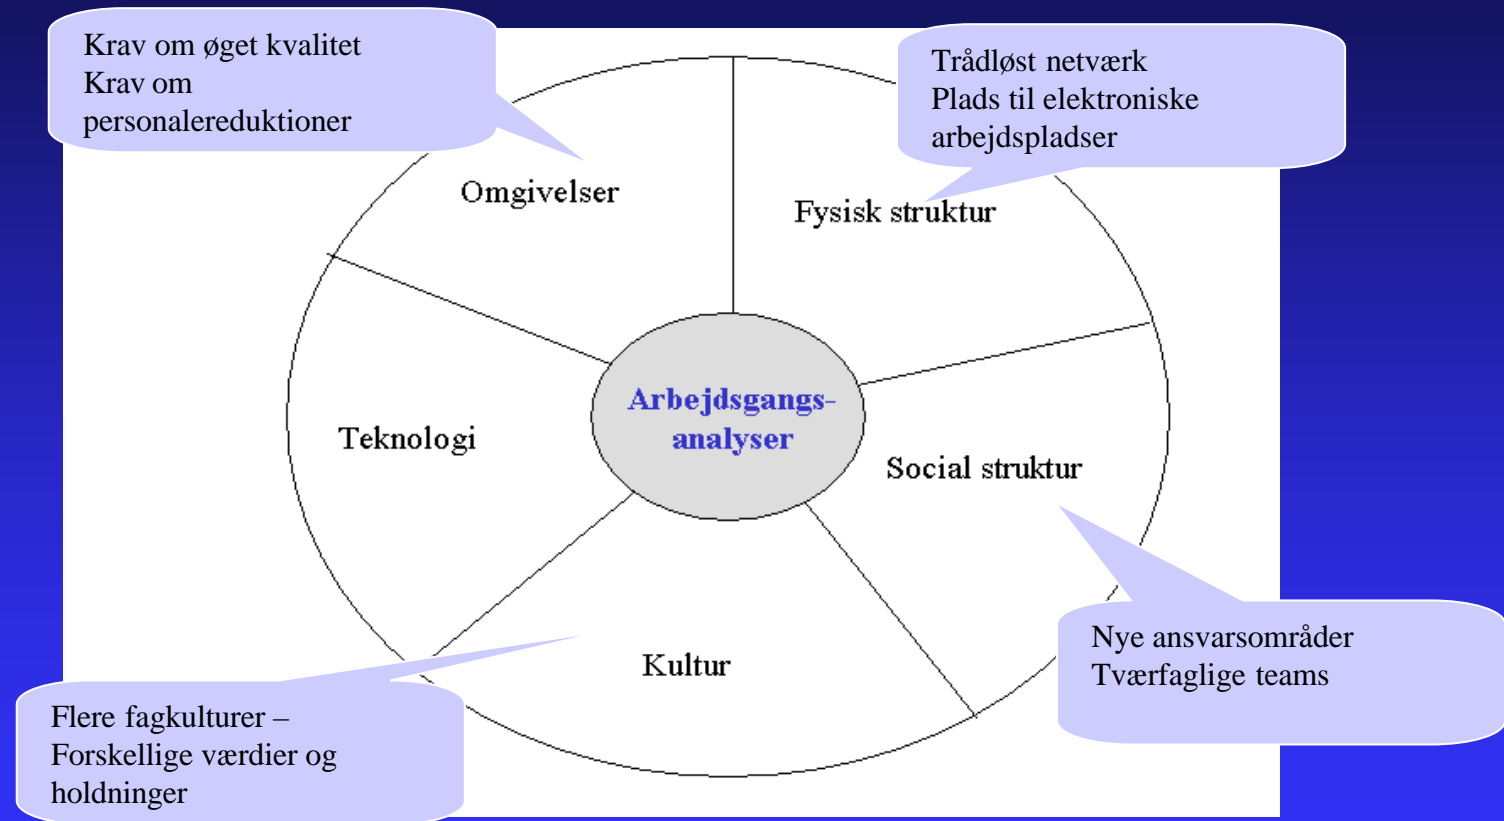 Krav om øget kvalitet
Krav om
personalereduktioner
Trådløst netværk
Plads til elektroniske
arbejdspladser
Omgivelser
Fysisk struktur
Arbejdsgangs-
analyser
Teknologi
Social struktur
Kultur
Nye ansvarsområder
Tværfaglige teams
Flere fagkulturer –
Forskellige værdier og
holdninger